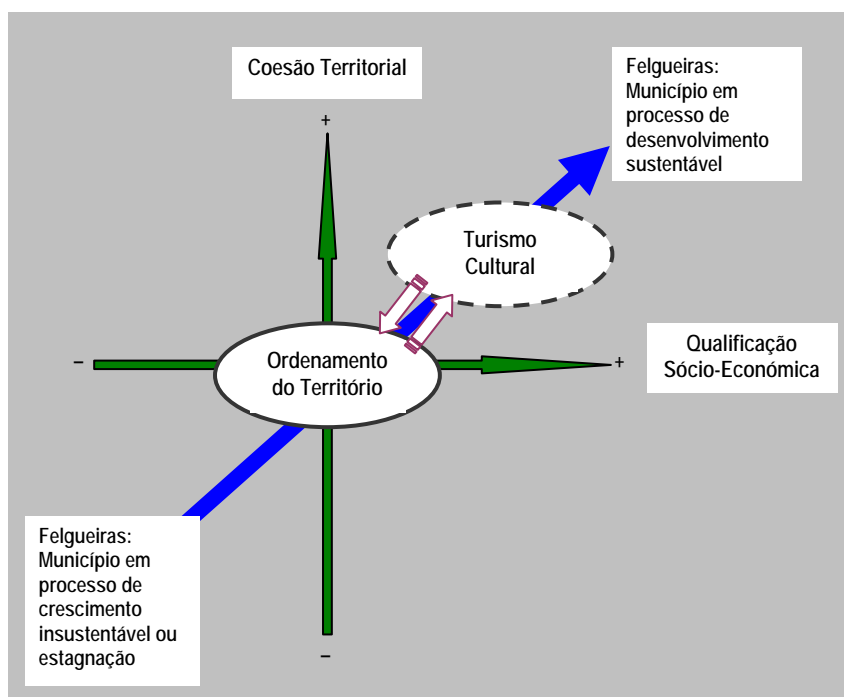 Coesão Territorial
Felgueiras:
Município em
processo de
desenvolvimento
sustentável
+
Turismo
Cultural
–
Ordenamento
do Território
+
Qualificação
Sócio-Económica
Felgueiras:
Município em
processo de
crescimento
insustentável ou
estagnação
–